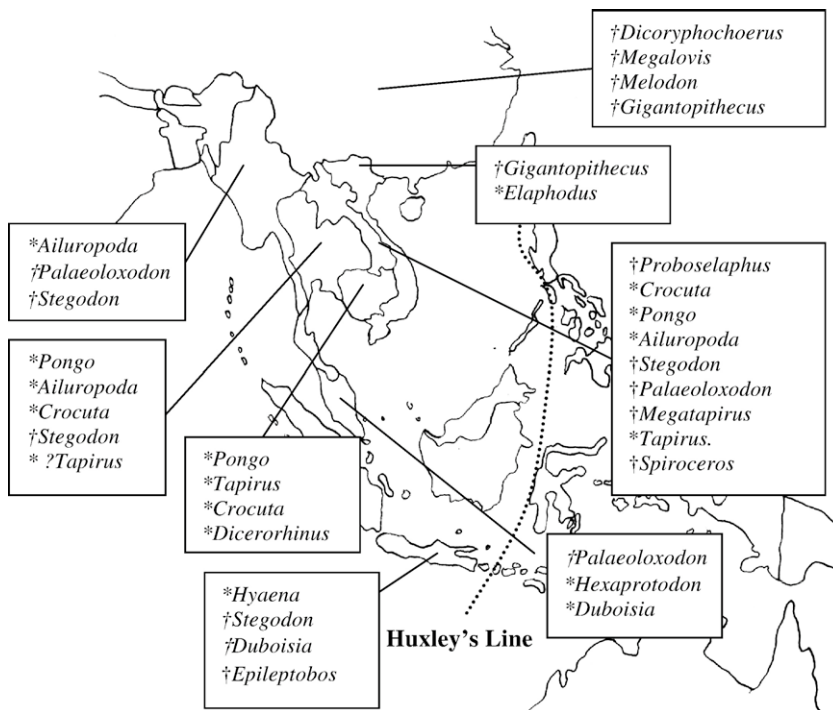 †Dicoryphochoerus
†Megalovis
†Melodon
†Gigantopithecus
†Gigantopithecus
*Elaphodus
*Ailuropoda
†Palaeoloxodon
†Stegodon
†Proboselaphus
*Crocuta
*Pongo
*Ailuropoda
†Stegodon
†Palaeoloxodon
†Megatapirus
*Tapirus.
†Spiroceros
*Pongo
*Ailuropoda
*Crocuta
†Stegodon
* ?Tapirus
*Pongo
*Tapirus
*Crocuta
*Dicerorhinus
†Palaeoloxodon
*Hexaprotodon
*Duboisia
*Hyaena
†Stegodon
†Duboisia
†Epileptobos
Huxley's Line